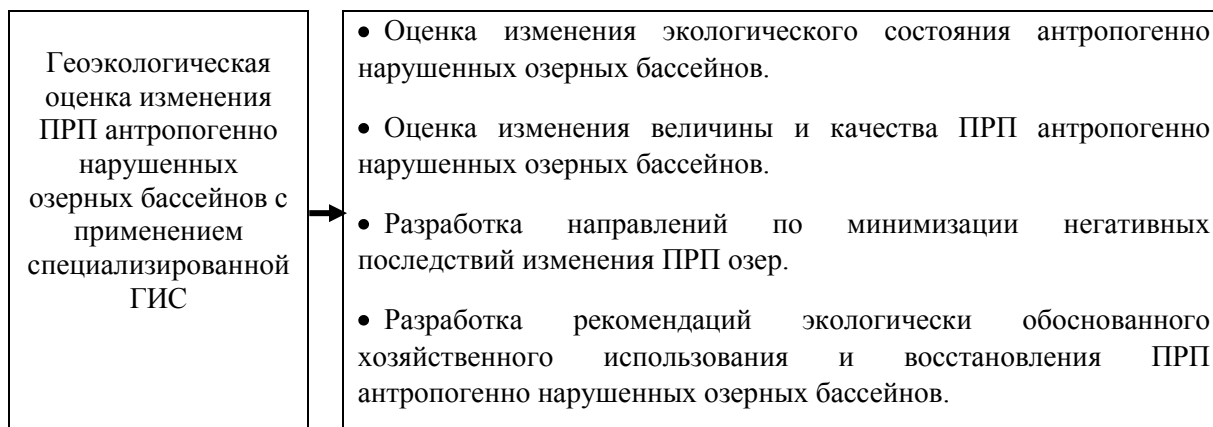 Геоэкологическая
оценка изменения
ПРП антропогенно
нарушенных
озерных бассейнов с
применением
специализированной
ГИС
• Оценка изменения экологического состояния антропогенно
нарушенных озерных бассейнов.
• Оценка изменения величины и качества ПРП антропогенно
нарушенных озерных бассейнов.
• Разработка направлений по минимизации негативных
последствий изменения ПРП озер.
• Разработка рекомендаций экологически обоснованного
хозяйственного использования и восстановления ПРП
антропогенно нарушенных озерных бассейнов.